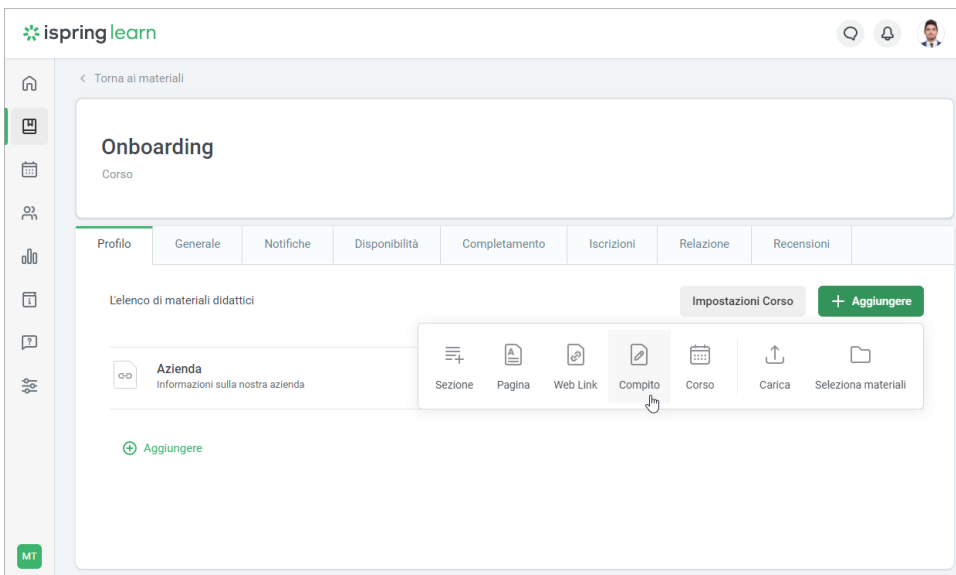 ispring learn
Torna ai materiali
Onboarding
Corso
Profilo Generale Notifiche Disponibilità Completamento Iscrizioni Relazione Recensioni
L'elenco di materiali didattici Impostazioni Corso Aggiungere
Azienda
Informazioni sulla nostra azienda
Sezione Pagina Web Link Compito Corso Carica Seleziona materiali
Aggiungere
MT